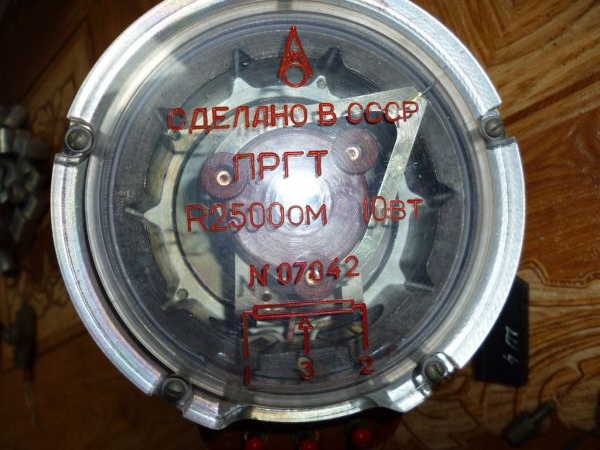 СДЕЛАНО В СССР
ПРГТ
R2500ОМ 10ВТ
N 07042
1 3 2